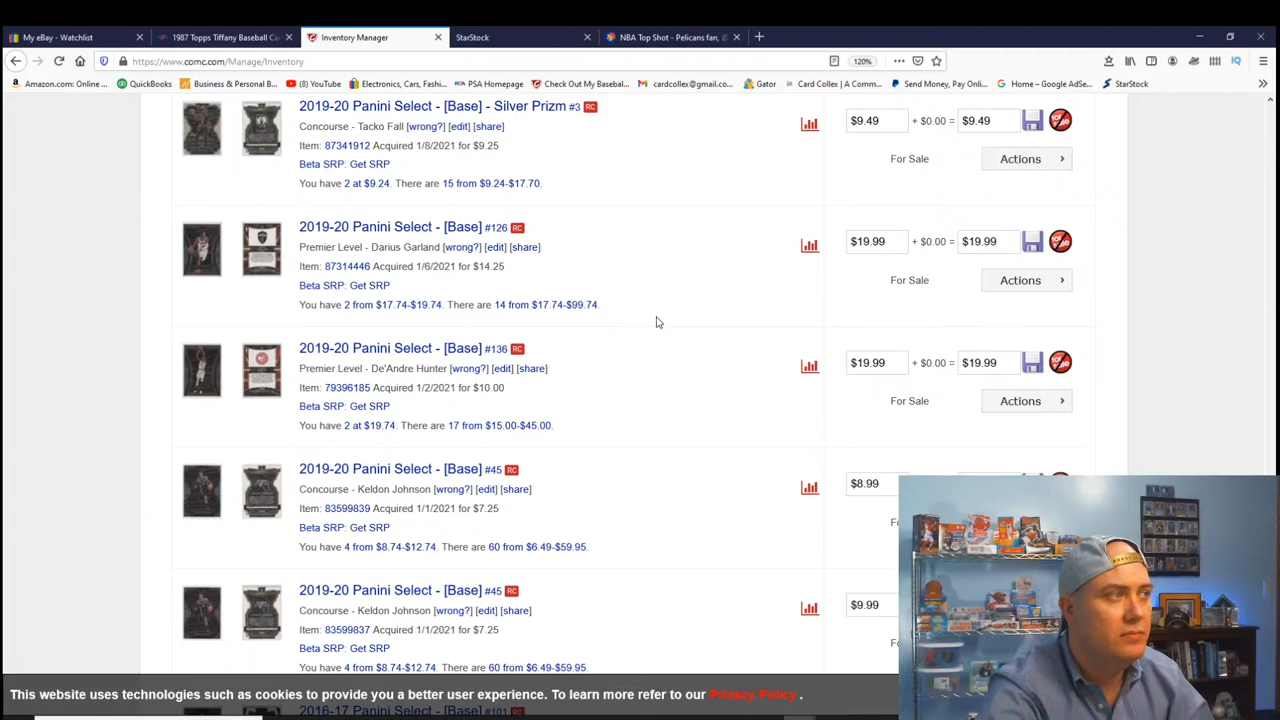 My eBay - Watchlist
1987 Topps Tiffany Baseball Ca
Inventory Manager
StarStock
NBA Top Shot - Pelicans fan,
https://www.comc.com/Manage/Inventory
120%
Amazon.com: Online ...
QuickBooks
Business & Personal B...
(8) YouTube
Electronics, Cars, Fashi...
PSA Homepage
Check Out My Basebal...
cardcollex@gmail.co...
Gator
Card Collex | A Comm...
Send Money, Pay Onli...
Home – Google AdSe...
StarStock
2019-20 Panini Select - [Base] - Silver Prizm #3 RC
Concourse - Tacko Fall [wrong?] [edit] [share]
Item: 87341912 Acquired 1/8/2021 for $9.25
Beta SRP: Get SRP
You have 2 at $9.24. There are 15 from $9.24-$17.70.
$9.49 + $0.00 = $9.49
For Sale Actions
2019-20 Panini Select - [Base] #126 RC
Premier Level - Darius Garland [wrong?] [edit] [share]
Item: 87314446 Acquired 1/6/2021 for $14.25
Beta SRP: Get SRP
You have 2 from $17.74-$19.74. There are 14 from $17.74-$99.74.
$19.99 + $0.00 = $19.99
For Sale Actions
2019-20 Panini Select - [Base] #136 RC
Premier Level - De'Andre Hunter [wrong?] [edit] [share]
Item: 79396185 Acquired 1/2/2021 for $10.00
Beta SRP: Get SRP
You have 2 at $19.74. There are 17 from $15.00-$45.00.
$19.99 + $0.00 = $19.99
For Sale Actions
2019-20 Panini Select - [Base] #45 RC
Concourse - Keldon Johnson [wrong?] [edit] [share]
Item: 83599839 Acquired 1/1/2021 for $7.25
Beta SRP: Get SRP
You have 4 from $8.74-$12.74. There are 60 from $6.49-$59.95.
$8.99
2019-20 Panini Select - [Base] #45 RC
Concourse - Keldon Johnson [wrong?] [edit] [share]
Item: 83599837 Acquired 1/1/2021 for $7.25
Beta SRP: Get SRP
You have 4 from $8.74-$12.74. There are 60 from $6.49-$59.95.
$9.99
This website uses technologies such as cookies to provide you a better user experience. To learn more refer to our Privacy Policy .
2016-17 Panini Select - [Base] #101 RC